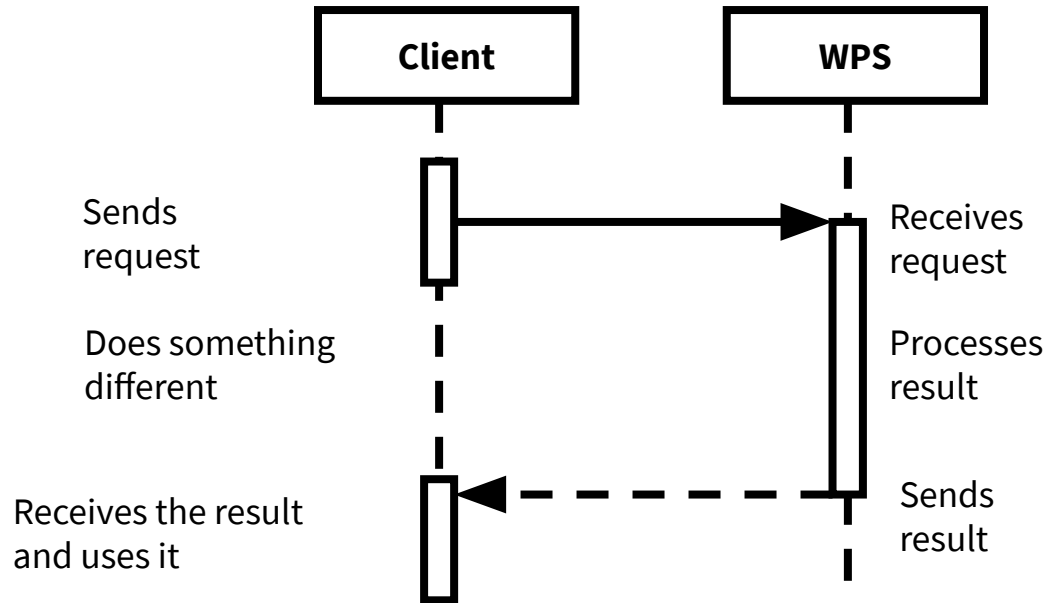 Client
WPS
Sends
request
Receives
request
Does something
different
Processes
result
Receives the result
and uses it
Sends
result